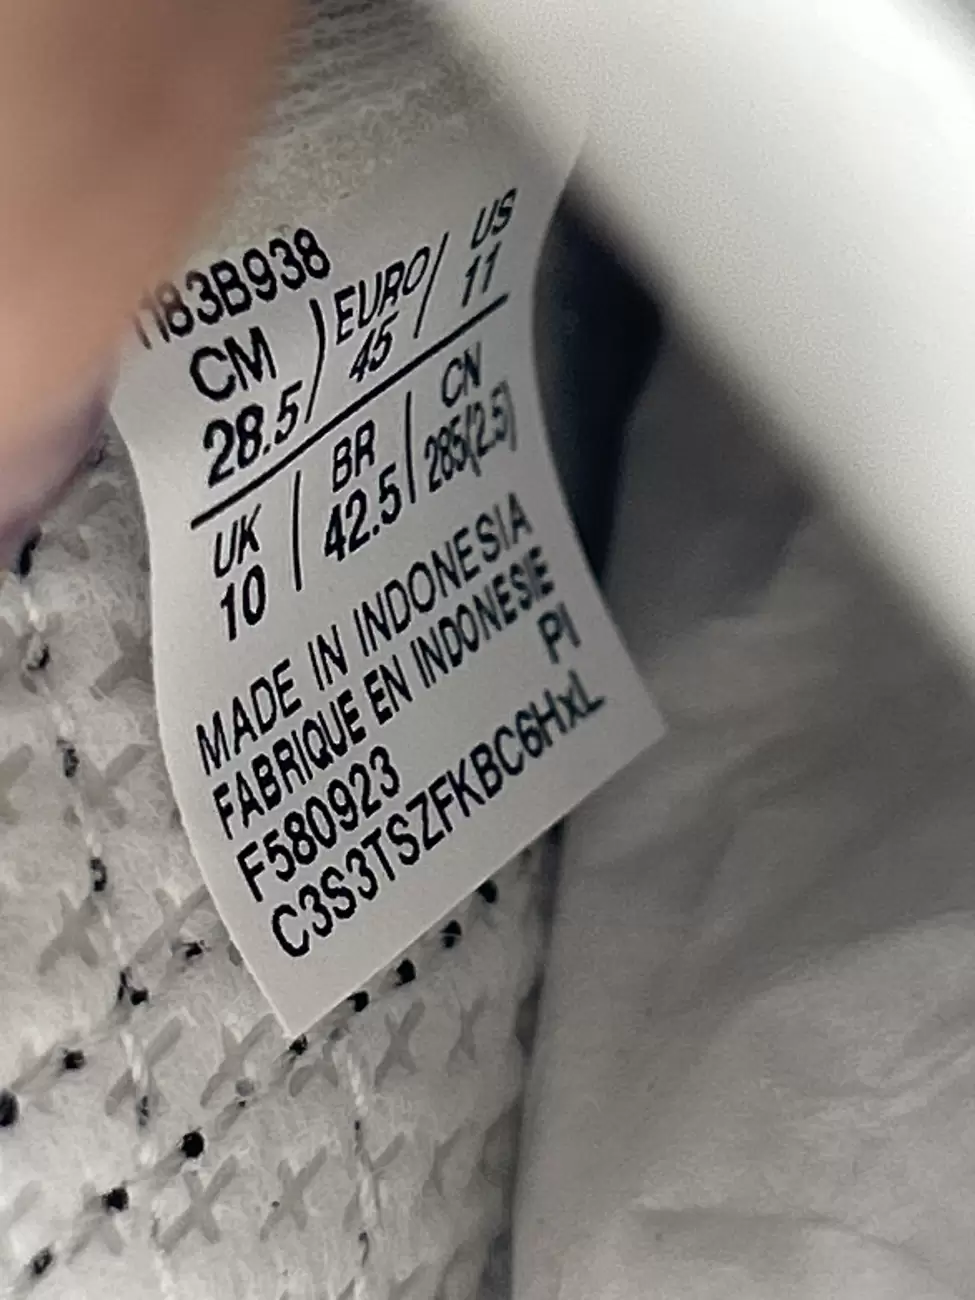 1183B938
CM / EURO / US
28.5 / 45 / 11
UK | BR | CN
10 | 42.5 | 285(2.5)
MADE IN INDONESIA
FABRIQUE EN INDONESIE
PI
F580923
C3S3TSZFKBC6HxL